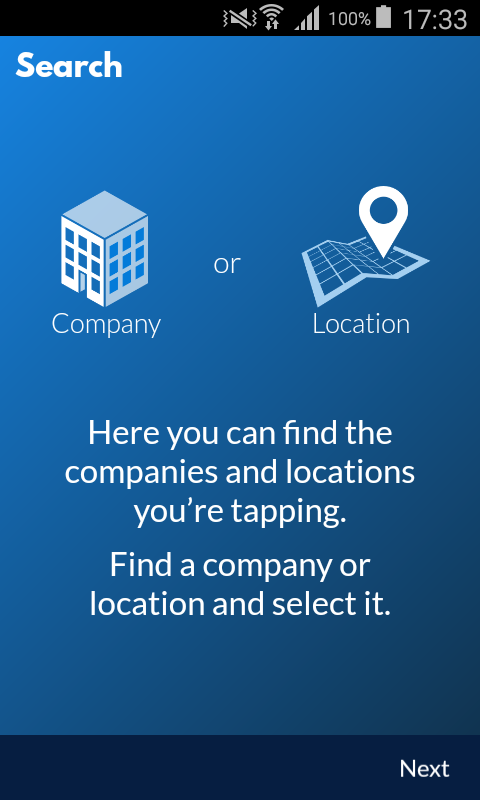 100% 17:33
Search
or
Company
Location
Here you can find the
companies and locations
you’re tapping.
Find a company or
location and select it.
Next